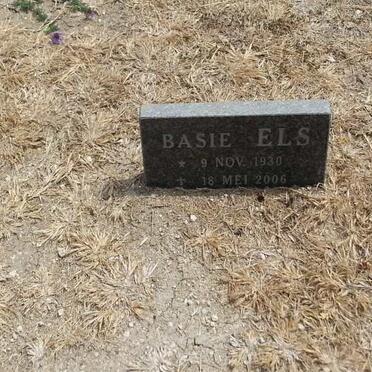 BASIE ELS
* 9 NOV 1930
+ 18 MEI 2006